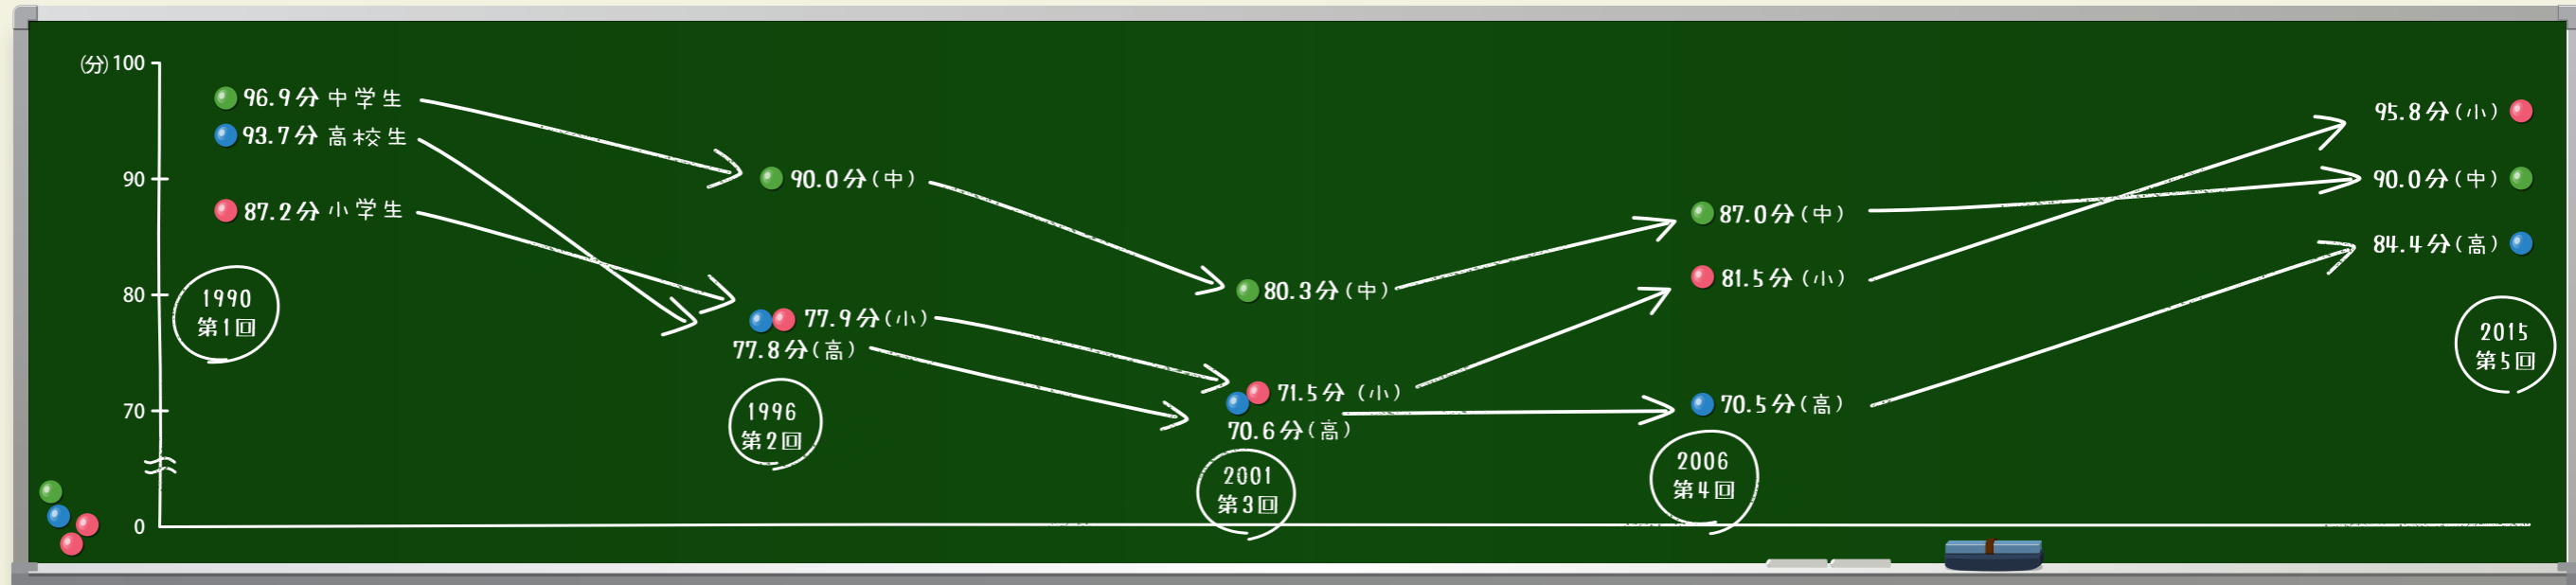 (分)100
90
80
70
0
96.9分 中学生
93.7分 高校生
87.2分 小学生
1990
第1回
90.0分(中)
77.9分(小)
77.8分(高)
1996
第2回
80.3分(中)
71.5分(小)
70.6分(高)
2001
第3回
87.0分(中)
81.5分(小)
70.5分(高)
2006
第4回
95.8分(小)
90.0分(中)
84.4分(高)
2015
第5回